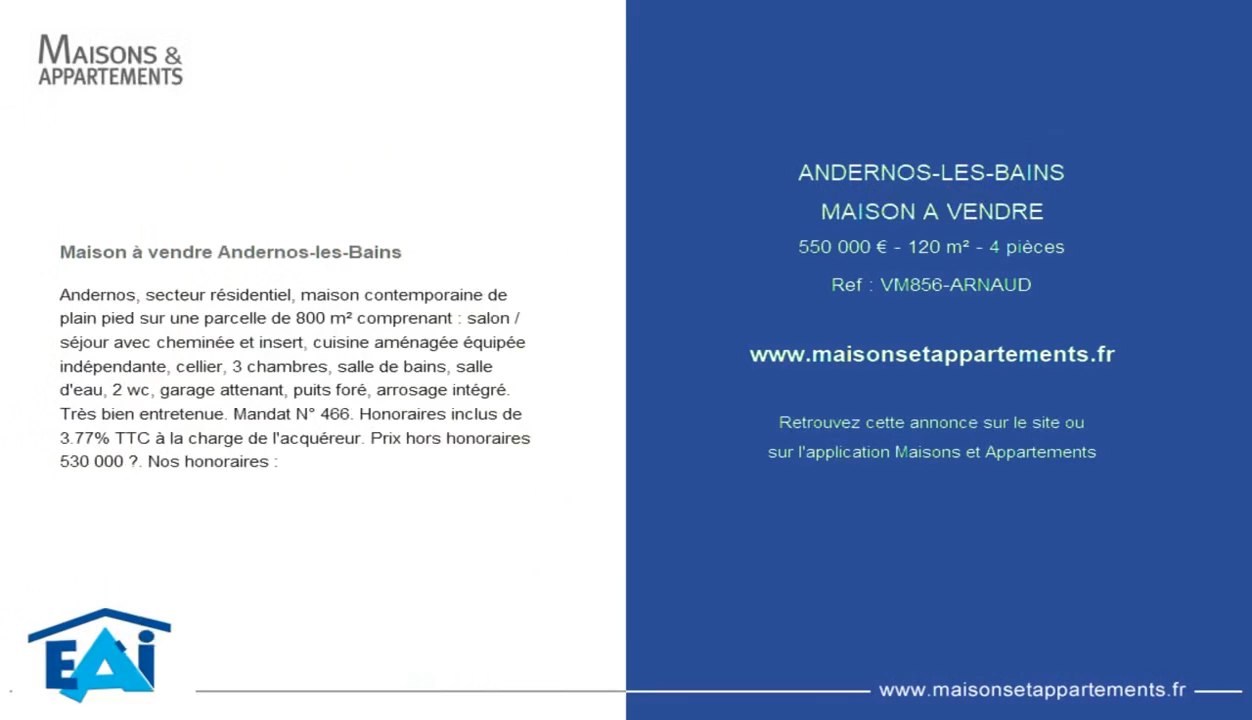 MAISONS &
APPARTEMENTS
Maison à vendre Andernos-les-Bains
Andernos, secteur résidentiel, maison contemporaine de
plain pied sur une parcelle de 800 m² comprenant : salon /
séjour avec cheminée et insert, cuisine aménagée équipée
indépendante, cellier, 3 chambres, salle de bains, salle
d'eau, 2 wc, garage attenant, puits foré, arrosage intégré.
Très bien entretenue. Mandat N° 466. Honoraires inclus de
3.77% TTC à la charge de l'acquéreur. Prix hors honoraires
530 000 ?. Nos honoraires :
EAi
ANDERNOS-LES-BAINS
MAISON A VENDRE
550 000 € - 120 m² - 4 pièces
Ref : VM856-ARNAUD
www.maisonsetappartements.fr
Retrouvez cette annonce sur le site ou
sur l'application Maisons et Appartements
www.maisonsetappartements.fr